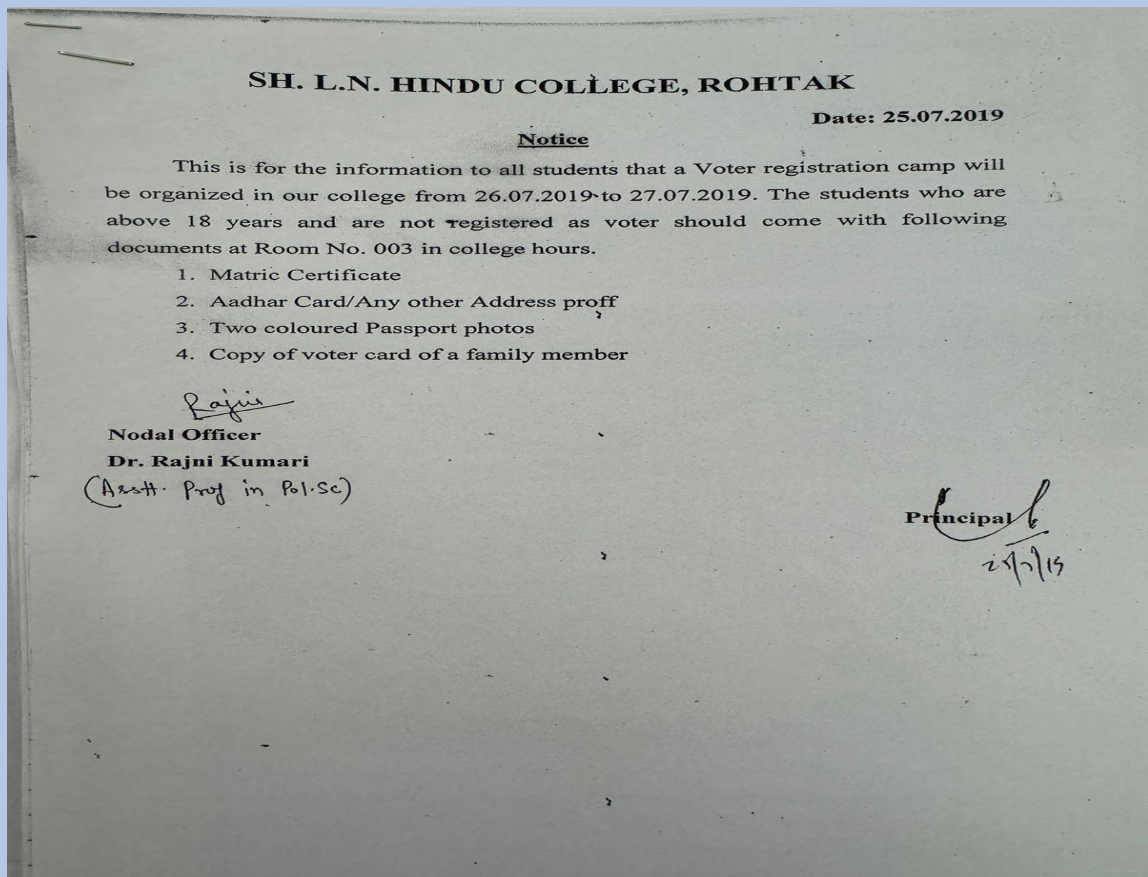 SH. L.N. HINDU COLLEGE, ROHTAK
Date: 25.07.2019
Notice
This is for the information to all students that a Voter registration camp will
be organized in our college from 26.07.2019 to 27.07.2019. The students who are
above 18 years and are not registered as voter should come with following
documents at Room No. 003 in college hours.
1. Matric Certificate
2. Aadhar Card/Any other Address proff
3. Two coloured Passport photos
4. Copy of voter card of a family member
Rajni
Nodal Officer
Dr. Rajni Kumari
(Asstt. Prof in Pol.Sc)
Principal